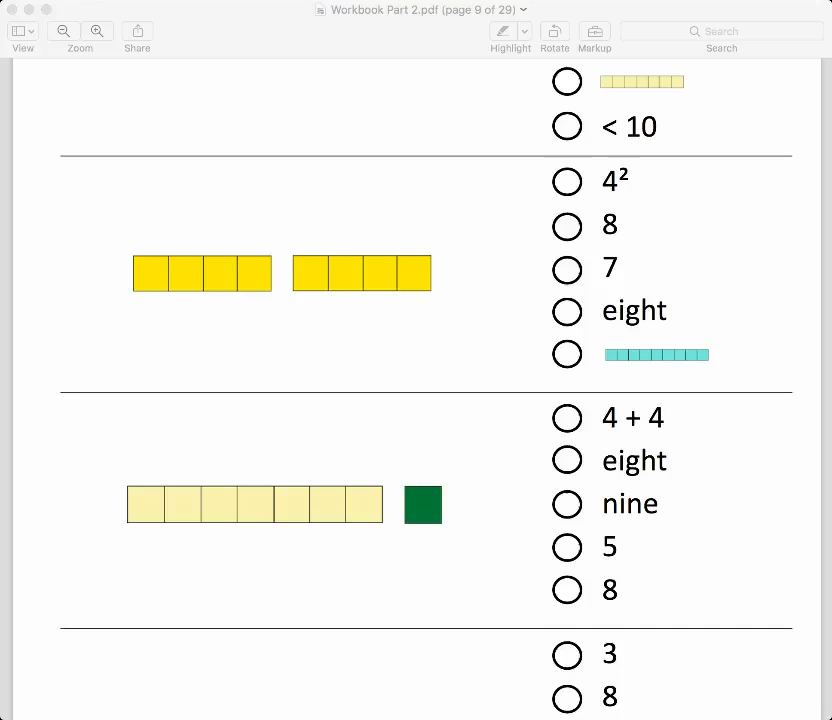 Workbook Part 2.pdf (page 9 of 29)
View
Zoom
Share
Highlight
Rotate
Markup
Search
Search
< 10
4²
8
7
eight
4 + 4
eight
nine
5
8
3
8